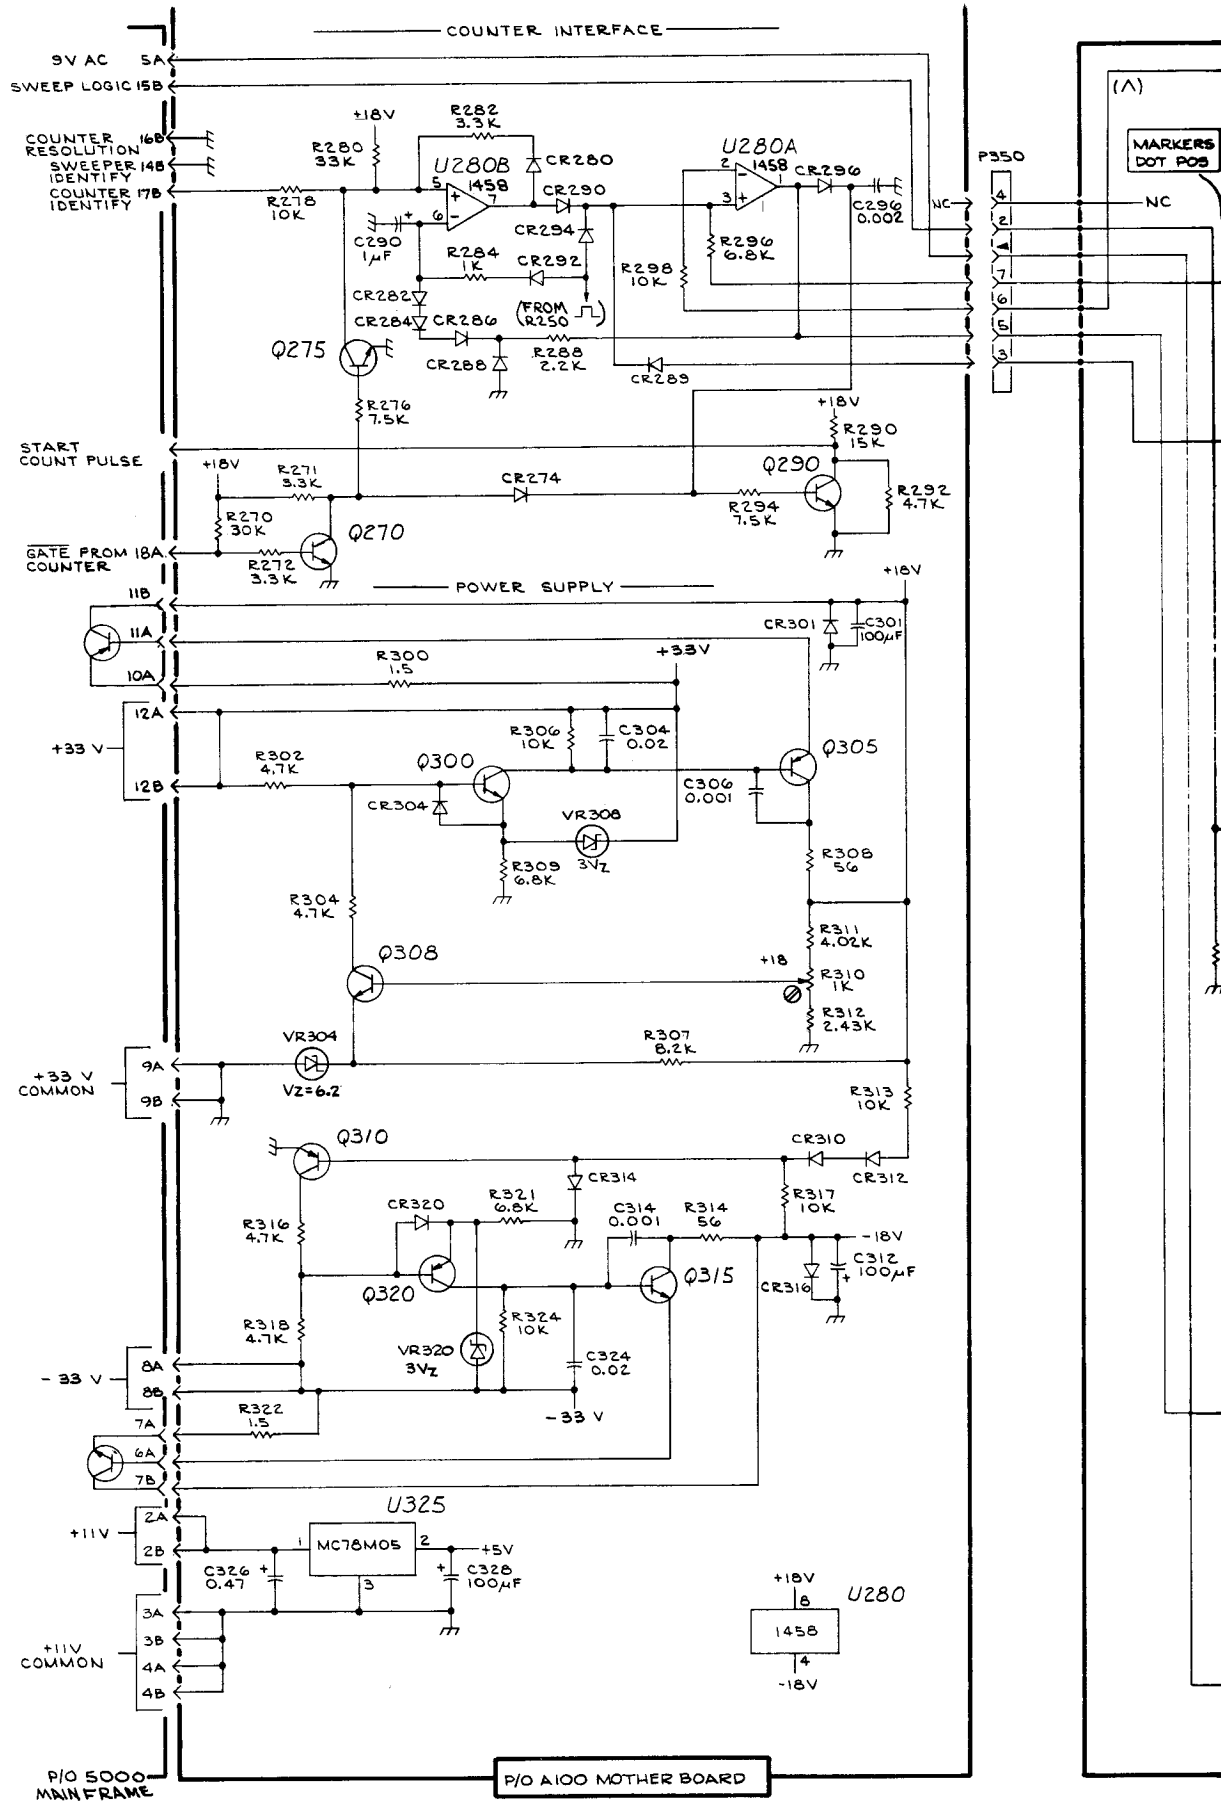 COUNTER INTERFACE
9V AC 5A
SWEEP LOGIC 15B
COUNTER RESOLUTION 16B
SWEEPER IDENTIFY 14B
COUNTER IDENTIFY 17B
+18V
R280
33K
R282
3.3K
CR280
U280B
1458
5
+
6
-
7
R278
10K
CR290
C290
1µF
+
CR294
R284
1K
CR292
CR282
CR284
CR286
CR288
(FROM R250)
R288
2.2K
U280A
1458
2
-
3
+
1
CR296
C296
0.002
R296
6.8K
R298
10K
CR289
P350
NC
4
NC
2
7
6
5
3
(Λ)
MARKERS
DOT POS
Q275
R276
7.5K
START
COUNT PULSE
+18V
R290
15K
Q290
R292
4.7K
R294
7.5K
CR274
+18V
R271
3.3K
R270
30K
Q270
GATE FROM 18A
COUNTER
R272
3.3K
POWER SUPPLY
+18V
11B
11A
10A
CR301
C301
100µF
R300
1.5
+33V
12A
+33 V
12B
R302
4.7K
R306
10K
C304
0.02
Q300
Q305
C306
0.001
CR304
VR308
3Vz
R309
6.8K
R308
56
R304
4.7K
R311
4.02K
Q308
+18
R310
1K
R312
2.43K
R307
8.2K
VR304
Vz=6.2
9A
+33 V
COMMON
9B
R313
10K
Q310
CR310
CR312
CR314
R317
10K
CR320
R321
6.8K
C314
0.001
R314
56
-18V
R316
4.7K
Q320
Q315
CR316
C312
100µF
+
R324
10K
R318
4.7K
VR320
3Vz
C324
0.02
8A
- 33 V
8B
-33 V
7A
R322
1.5
6A
7B
2A
+11V
2B
U325
1
MC78M05
2
3
+5V
C326
0.47
+
C328
100µF
+
3A
3B
+11V
COMMON
4A
4B
+18V
8
1458
4
-18V
U280
P/O 5000
MAINFRAME
P/O A100 MOTHER BOARD